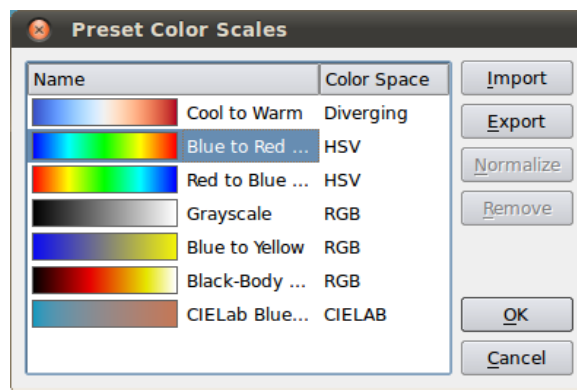 Preset Color Scales
Name Color Space
Cool to Warm Diverging
Blue to Red ... HSV
Red to Blue ... HSV
Grayscale RGB
Blue to Yellow RGB
Black-Body ... RGB
CIELab Blue... CIELAB
Import
Export
Normalize
Remove
OK
Cancel